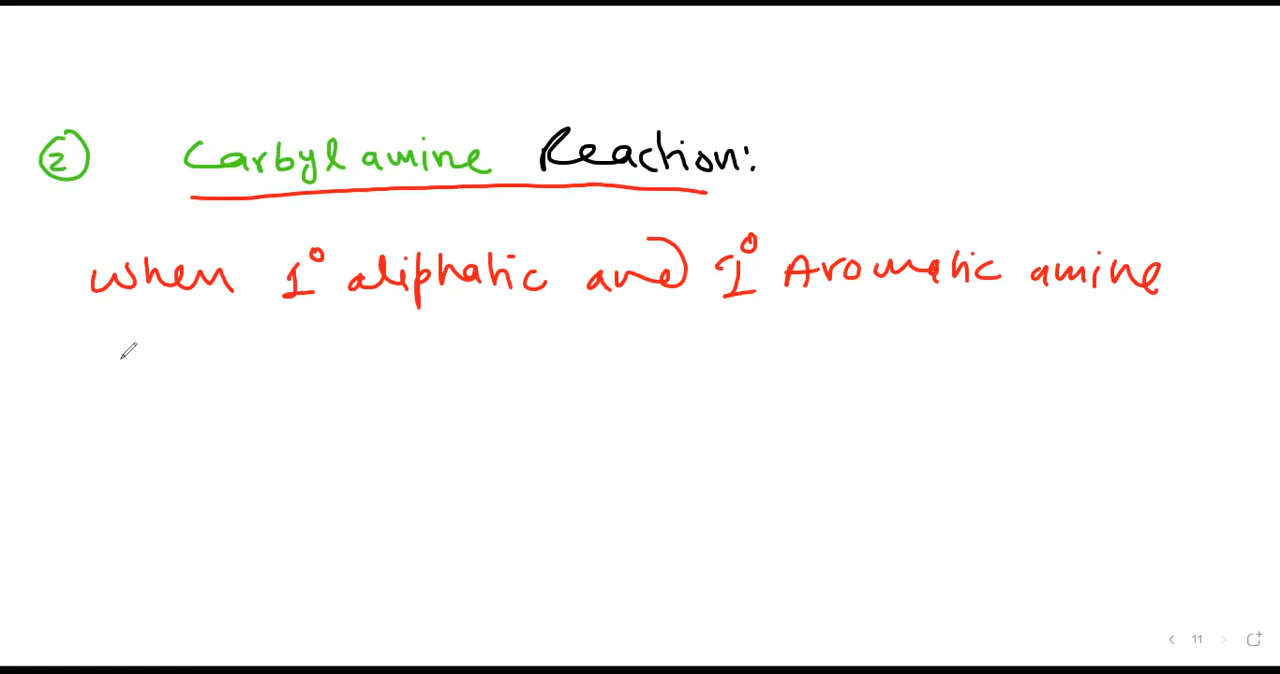 ② Carbylamine Reaction:
when 1° aliphatic and 1° Aromatic amine
11